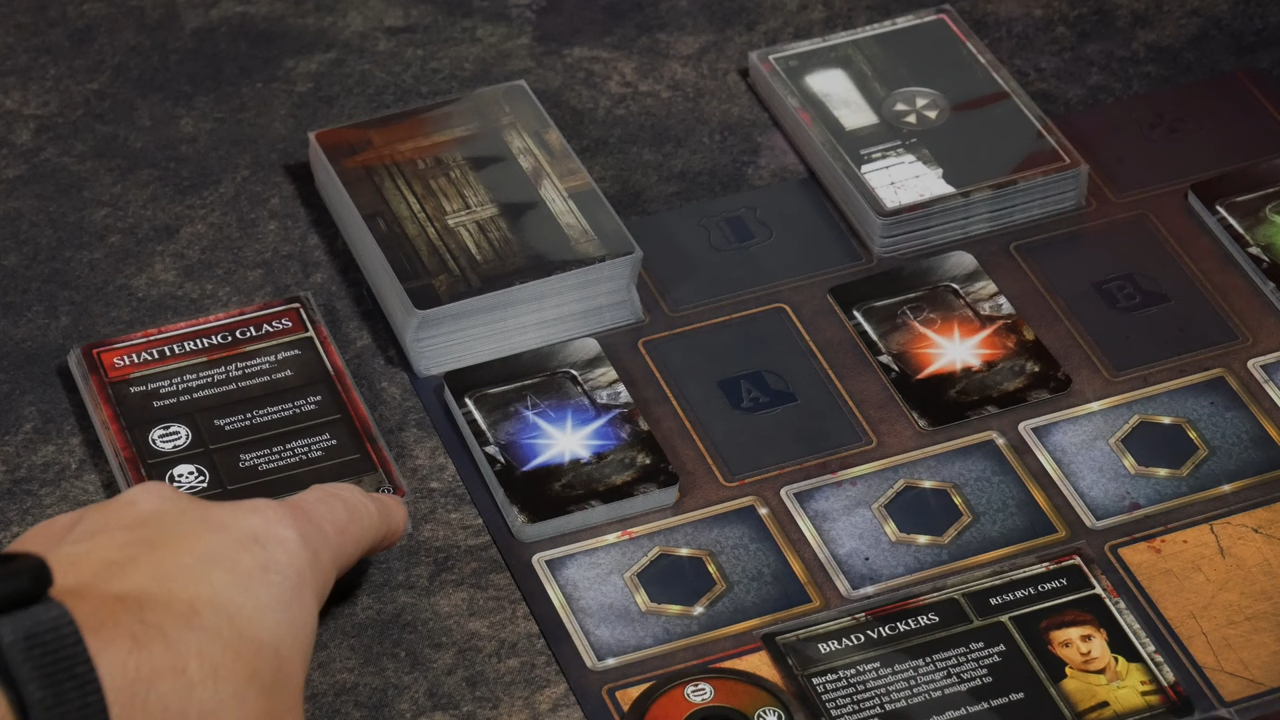 SHATTERING GLASS
You jump at the sound of breaking glass,
and prepare for the worst...
Draw an additional tension card.
Spawn a Cerberus on the
active character's tile.
Spawn an additional
Cerberus on the active
character's tile.
A
A
B
B
BRAD VICKERS
RESERVE ONLY
Birds-Eye View
If Brad would die during a mission, the
mission is abandoned, and Brad is returned
to the reserve with a Danger health card.
Brad's card is then exhausted. While
exhausted, Brad can't be assigned to
shuffled back into the